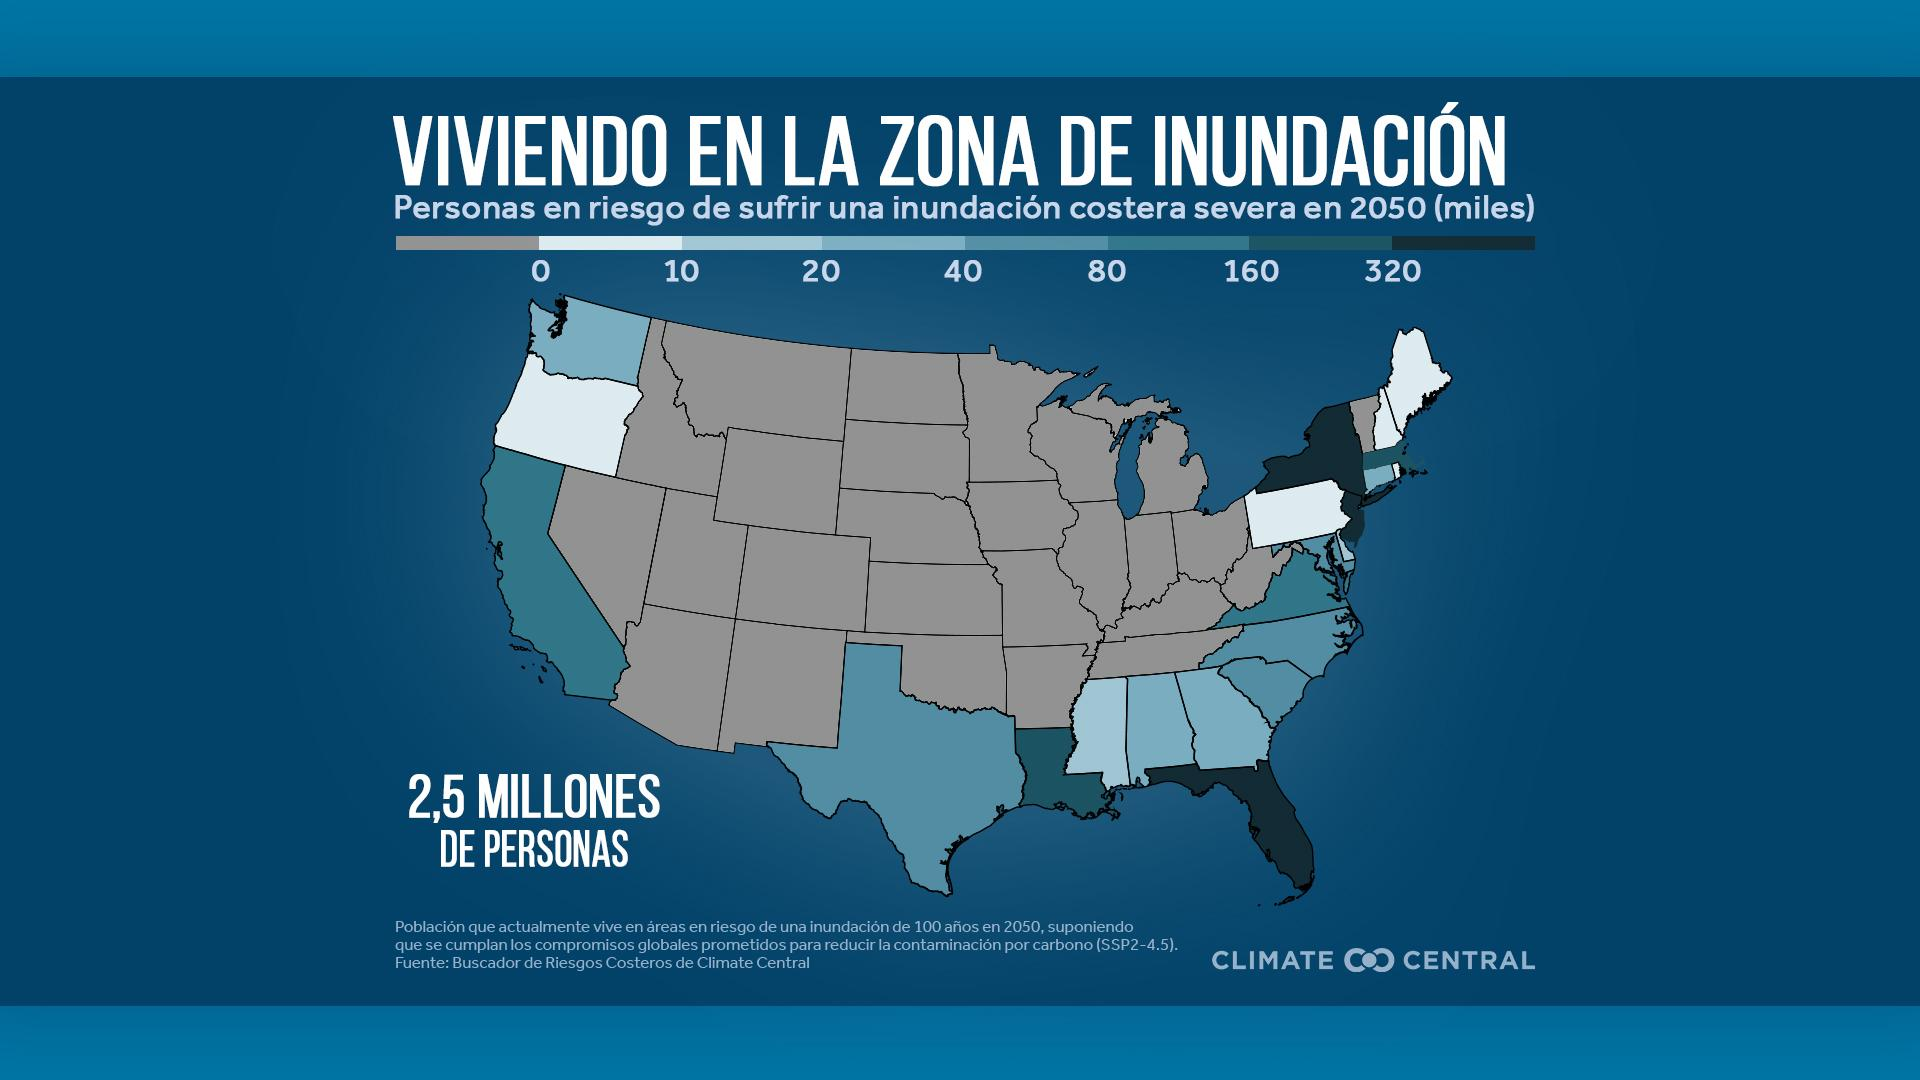 VIVIENDO EN LA ZONA DE INUNDACIÓN
Personas en riesgo de sufrir una inundación costera severa en 2050 (miles)
0 10 20 40 80 160 320
2,5 MILLONES
DE PERSONAS
Población que actualmente vive en áreas en riesgo de una inundación de 100 años en 2050, suponiendo
que se cumplan los compromisos globales prometidos para reducir la contaminación por carbono (SSP2-4.5).
Fuente: Buscador de Riesgos Costeros de Climate Central
CLIMATE CENTRAL